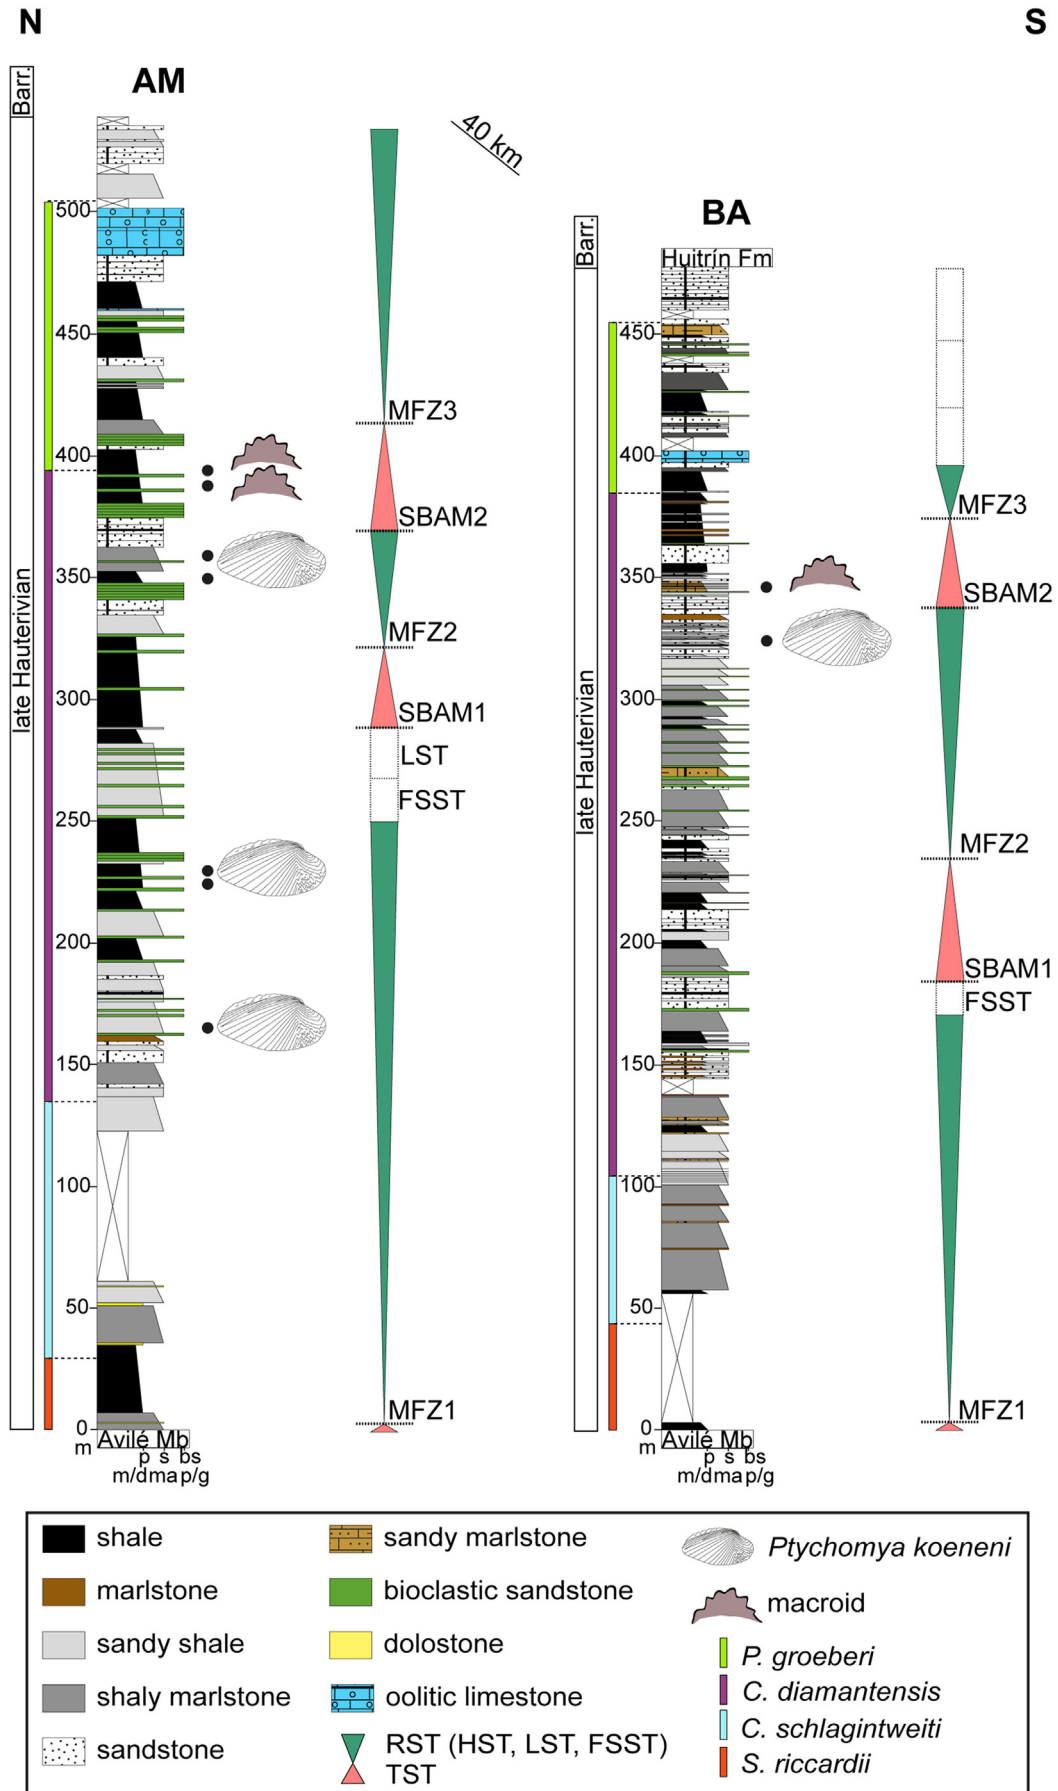 N
S
Barr.
AM
40 km
late Hauterivian
500
450
400
350
300
250
200
150
100
50
0
m
Avilé Mb
p s bs
m/d ma p/g
MFZ3
SBAM2
MFZ2
SBAM1
LST
FSST
MFZ1
Barr.
BA
Huitrín Fm
late Hauterivian
450
400
350
300
250
200
150
100
50
0
m
Avilé Mb
p s bs
m/d ma p/g
MFZ3
SBAM2
MFZ2
SBAM1
FSST
MFZ1
shale
marlstone
sandy shale
shaly marlstone
sandstone
sandy marlstone
bioclastic sandstone
dolostone
oolitic limestone
RST (HST, LST, FSST)
TST
Ptychomya koeneni
macroid
P. groeberi
C. diamantensis
C. schlagintweiti
S. riccardii